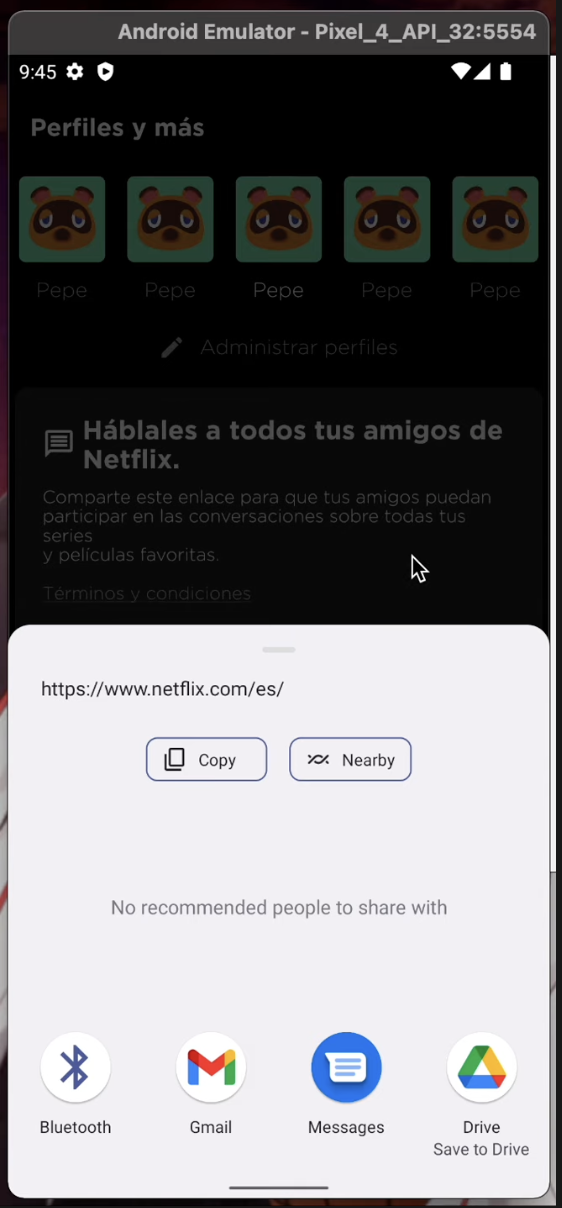 Android Emulator - Pixel_4_API_32:5554
9:45
Perfiles y más
Pepe Pepe Pepe Pepe Pepe
Administrar perfiles
Háblales a todos tus amigos de
Netflix.
Comparte este enlace para que tus amigos puedan
participar en las conversaciones sobre todas tus
series
y películas favoritas.
Términos y condiciones
https://www.netflix.com/es/
Copy Nearby
No recommended people to share with
Bluetooth Gmail Messages Drive
Save to Drive